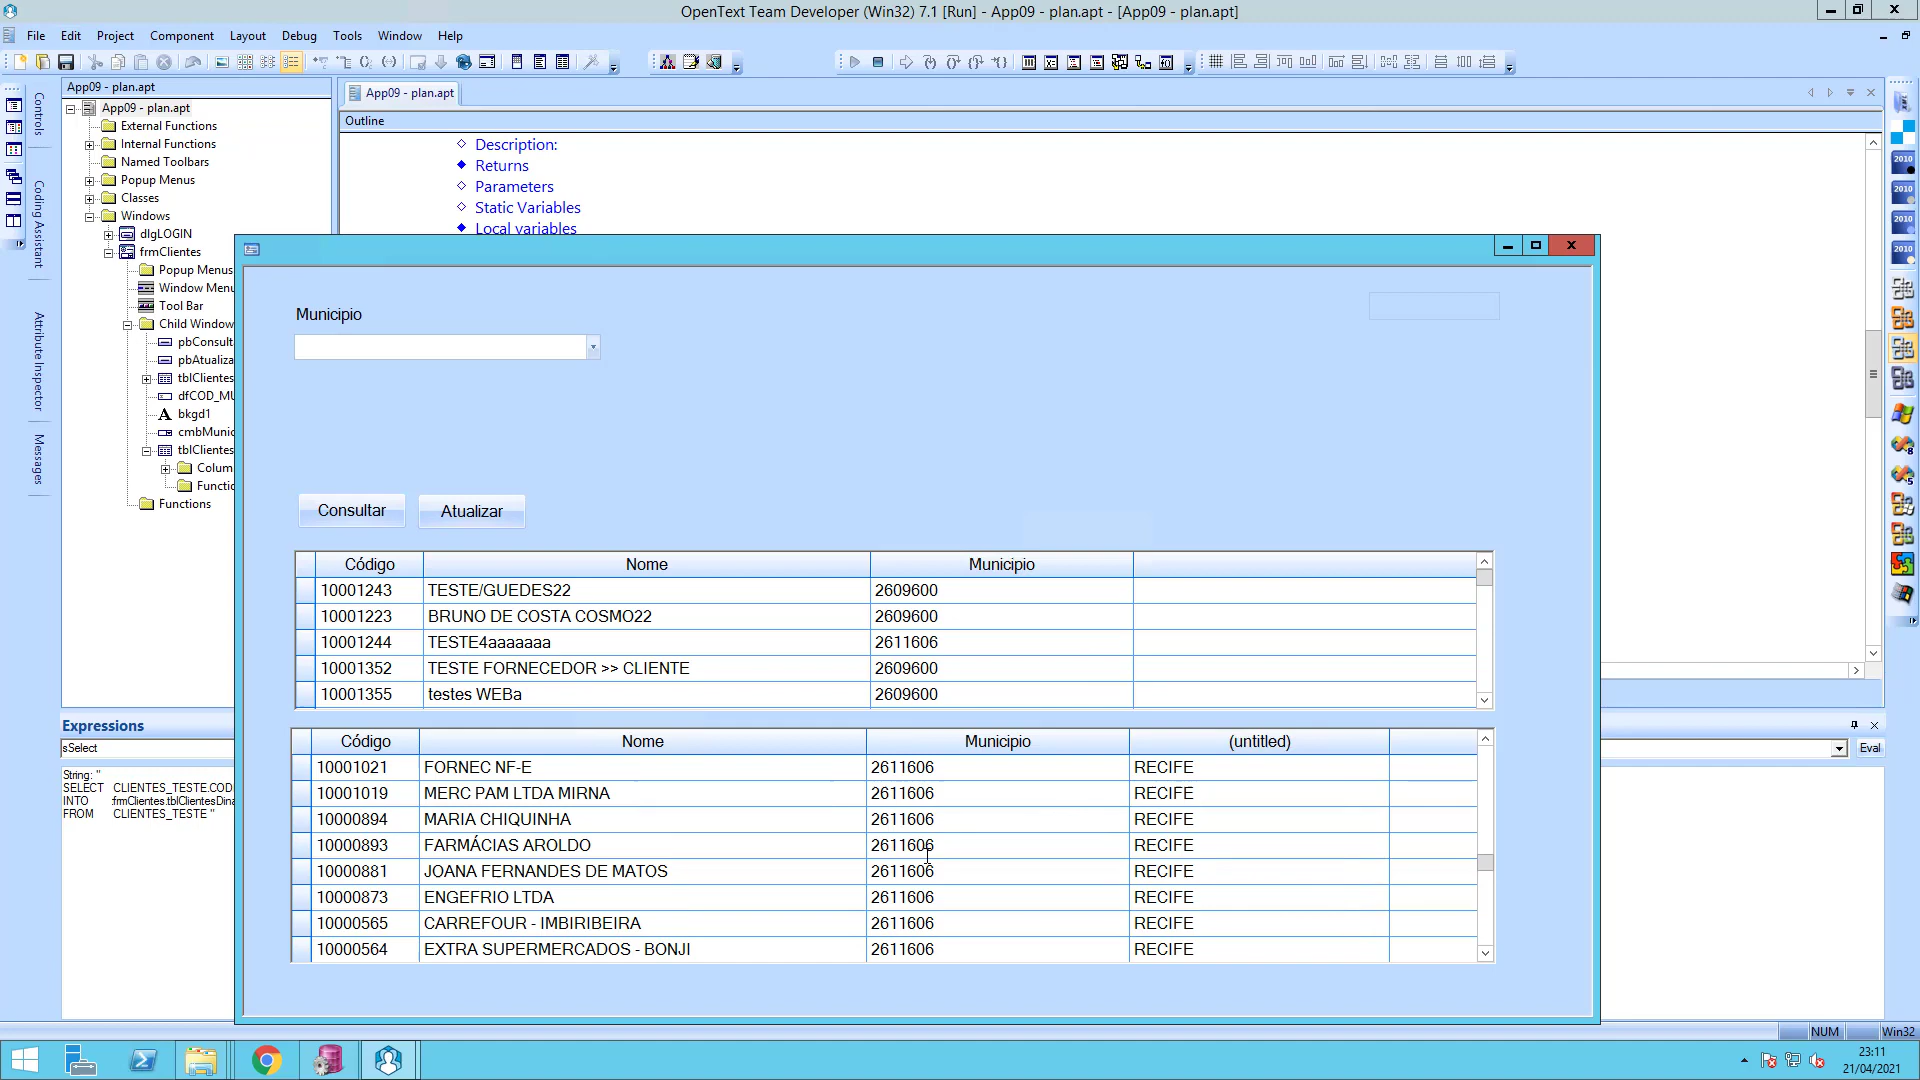 OpenText Team Developer (Win32) 7.1 [Run] - App09 - plan.apt - [App09 - plan.apt]
File Edit Project Component Layout Debug Tools Window Help
App09 - plan.apt
App09 - plan.apt
Outline
Controls
Coding Assistant
Attribute Inspector
Messages
App09 - plan.apt
External Functions
Internal Functions
Named Toolbars
Popup Menus
Classes
Windows
dlgLOGIN
frmClientes
Popup Menus
Window Menu
Tool Bar
Child Window
pbConsult
pbAtualiza
tblClientes
dfCOD_MU
bkgd1
cmbMunic
tblClientes
Colum
Functio
Functions
Description:
Returns
Parameters
Static Variables
Local variables
2010
2010
2010
2010
Municipio
Consultar Atualizar
Código Nome Municipio
10001243 TESTE/GUEDES22 2609600
10001223 BRUNO DE COSTA COSMO22 2609600
10001244 TESTE4aaaaaaa 2611606
10001352 TESTE FORNECEDOR >> CLIENTE 2609600
10001355 testes WEBa 2609600
Código Nome Municipio (untitled)
10001021 FORNEC NF-E 2611606 RECIFE
10001019 MERC PAM LTDA MIRNA 2611606 RECIFE
10000894 MARIA CHIQUINHA 2611606 RECIFE
10000893 FARMÁCIAS AROLDO 2611606 RECIFE
10000881 JOANA FERNANDES DE MATOS 2611606 RECIFE
10000873 ENGEFRIO LTDA 2611606 RECIFE
10000565 CARREFOUR - IMBIRIBEIRA 2611606 RECIFE
10000564 EXTRA SUPERMERCADOS - BONJI 2611606 RECIFE
Expressions
sSelect
Eval
String: "
SELECT CLIENTES_TESTE.COD
INTO :frmClientes.tblClientesDina
FROM CLIENTES_TESTE "
NUM Win32
23:11
21/04/2021